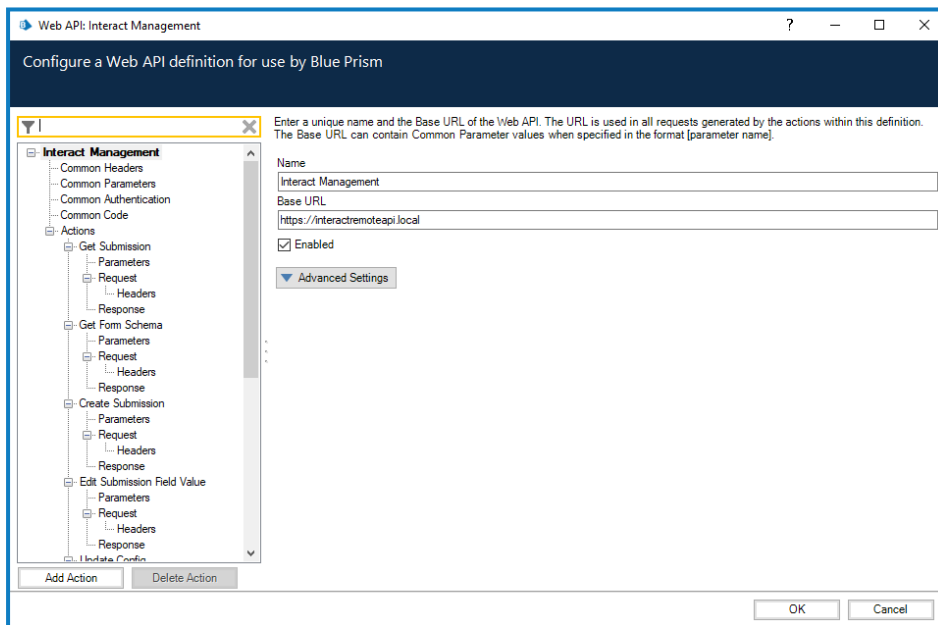 Web API: Interact Management
Configure a Web API definition for use by Blue Prism
Enter a unique name and the Base URL of the Web API. The URL is used in all requests generated by the actions within this definition.
The Base URL can contain Common Parameter values when specified in the format [parameter name].
Interact Management
Common Headers
Common Parameters
Common Authentication
Common Code
Actions
Get Submission
Parameters
Request
Headers
Response
Get Form Schema
Parameters
Request
Headers
Response
Create Submission
Parameters
Request
Headers
Response
Edit Submission Field Value
Parameters
Request
Headers
Response
Update Config
Name
Interact Management
Base URL
https://interactremoteapi.local
Enabled
Advanced Settings
Add Action
Delete Action
OK
Cancel